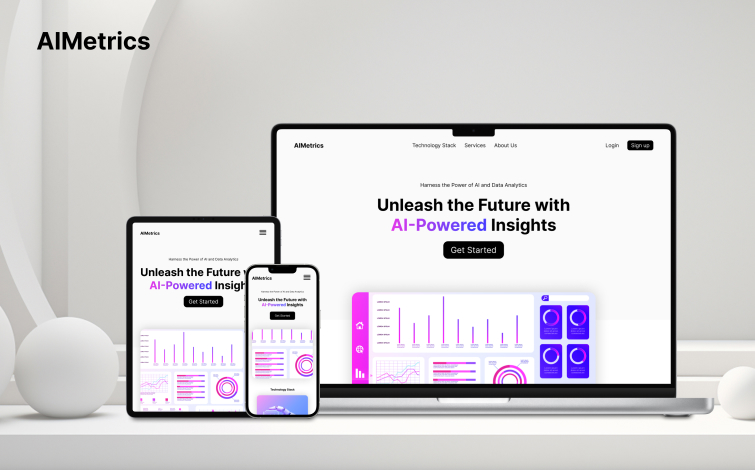 AIMetrics
AIMetrics
Technology Stack Services About Us
Login Sign up
Harness the Power of AI and Data Analytics
Unleash the Future with
AI-Powered Insights
Get Started
AIMetrics
Harness the Power of AI and Data Analytics
Unleash the Future w
AI-Powered Insigh
Get Started
AIMetrics
Harness the Power of AI and Data Analytics
Unleash the Future with
AI-Powered Insights
Get Started
Technology Stack